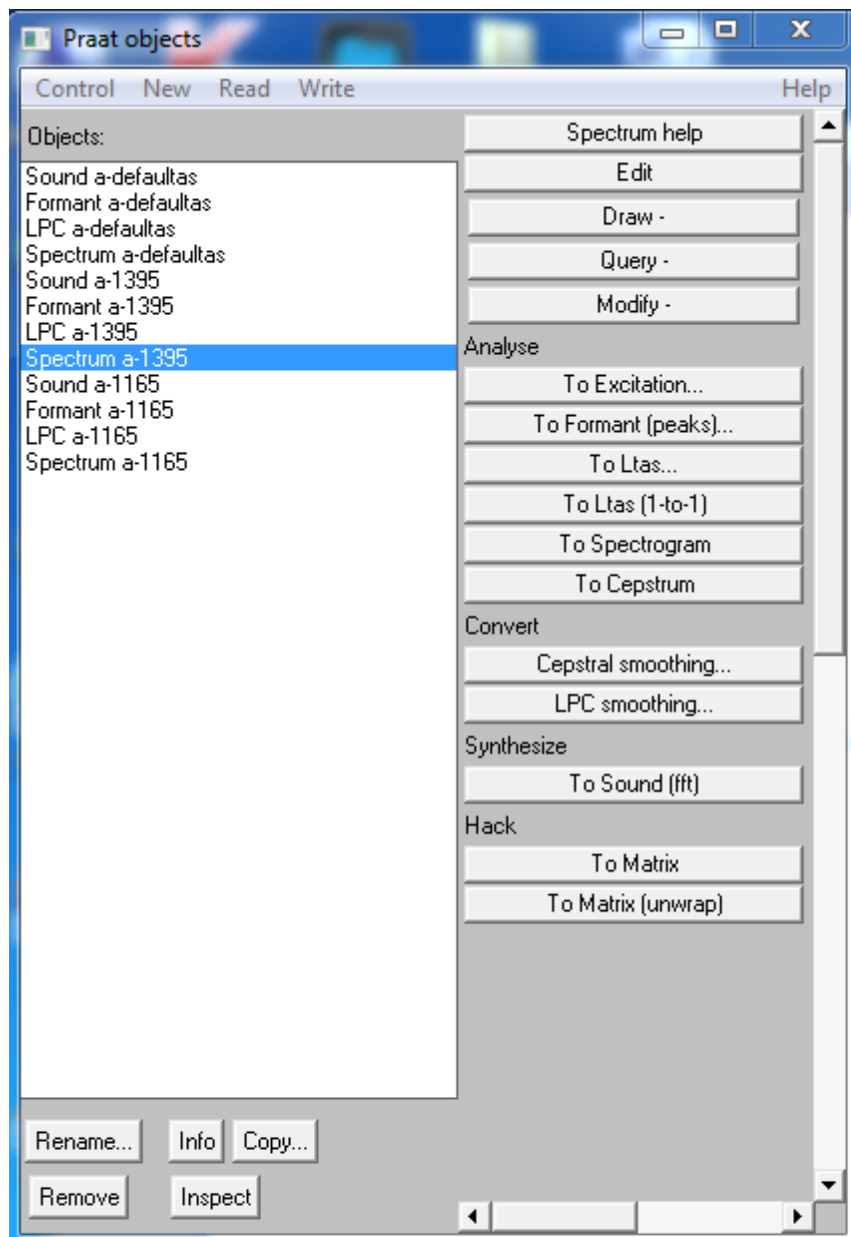 Praat objects
Control New Read Write Help
Objects:
Sound a-defaultas
Formant a-defaultas
LPC a-defaultas
Spectrum a-defaultas
Sound a-1395
Formant a-1395
LPC a-1395
Spectrum a-1395
Sound a-1165
Formant a-1165
LPC a-1165
Spectrum a-1165
Spectrum help
Edit
Draw -
Query -
Modify -
Analyse
To Excitation...
To Formant (peaks)...
To Ltas...
To Ltas (1-to-1)
To Spectrogram
To Cepstrum
Convert
Cepstral smoothing...
LPC smoothing...
Synthesize
To Sound (fft)
Hack
To Matrix
To Matrix (unwrap)
Rename... Info Copy...
Remove Inspect